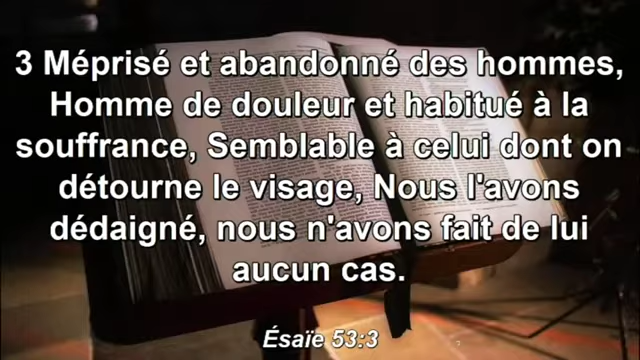 3 Méprisé et abandonné des hommes,
Homme de douleur et habitué à la
souffrance, Semblable à celui dont on
détourne le visage, Nous l'avons
dédaigné, nous n'avons fait de lui
aucun cas.
Ésaïe 53:3